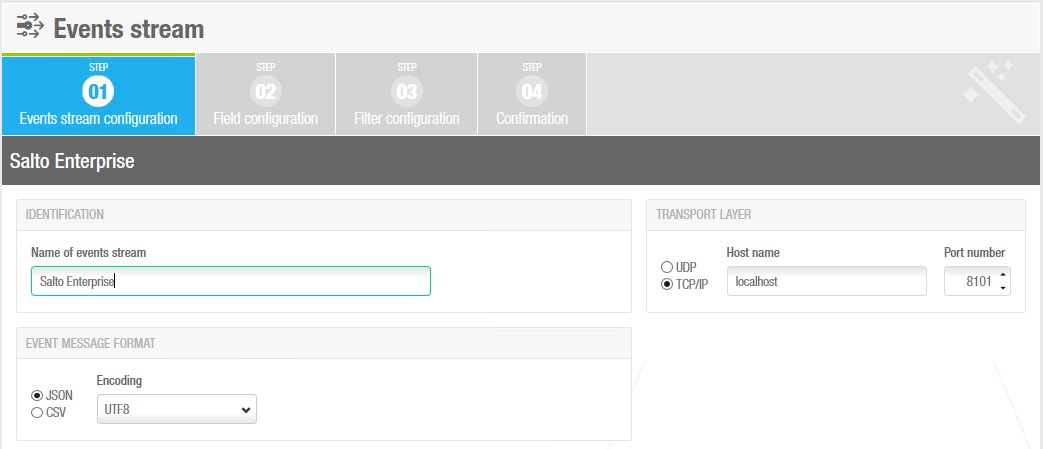 Events stream
STEP
01
Events stream configuration
STEP
02
Field configuration
STEP
03
Filter configuration
STEP
04
Confirmation
Salto Enterprise
IDENTIFICATION
Name of events stream
Salto Enterprise
TRANSPORT LAYER
UDP
TCP/IP
Host name
localhost
Port number
8101
EVENT MESSAGE FORMAT
JSON
CSV
Encoding
UTF8